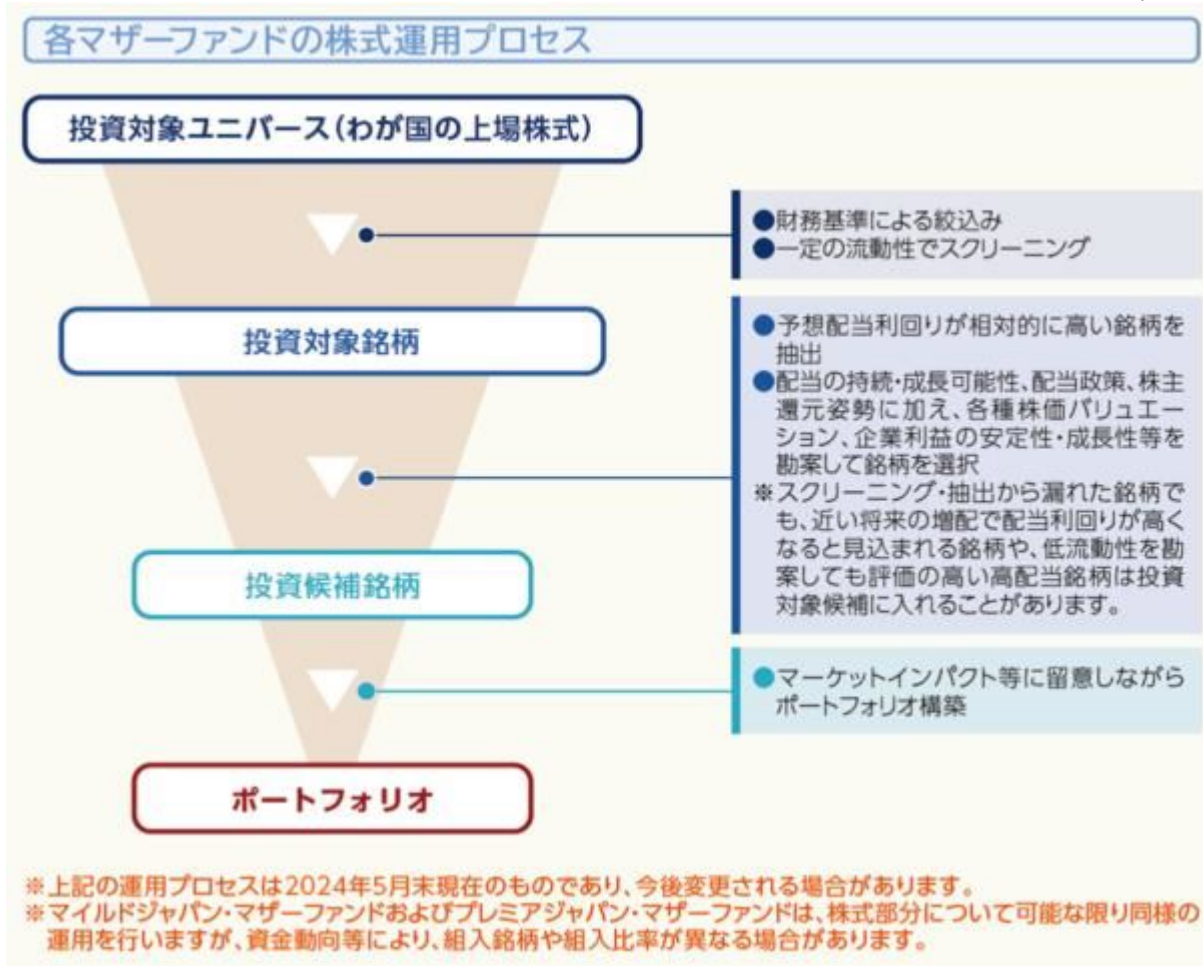 各マザーファンドの株式運用プロセス
投資対象ユニバース(わが国の上場株式)
●財務基準による絞込み
●一定の流動性でスクリーニング
投資対象銘柄
●予想配当利回りが相対的に高い銘柄を
抽出
●配当の持続・成長可能性、配当政策、株主
還元姿勢に加え、各種株価バリュエー
ション、企業利益の安定性・成長性等を
勘案して銘柄を選択
※スクリーニング・抽出から漏れた銘柄で
も、近い将来の増配で配当利回りが高く
なると見込まれる銘柄や、低流動性を勘
案しても評価の高い高配当銘柄は投資
対象候補に入れることがあります。
投資候補銘柄
●マーケットインパクト等に留意しながら
ポートフォリオ構築
ポートフォリオ
※上記の運用プロセスは2024年5月末現在のものであり、今後変更される場合があります。
※マイルドジャパン・マザーファンドおよびプレミアジャパン・マザーファンドは、株式部分について可能な限り同様の
運用を行いますが、資金動向等により、組入銘柄や組入比率が異なる場合があります。